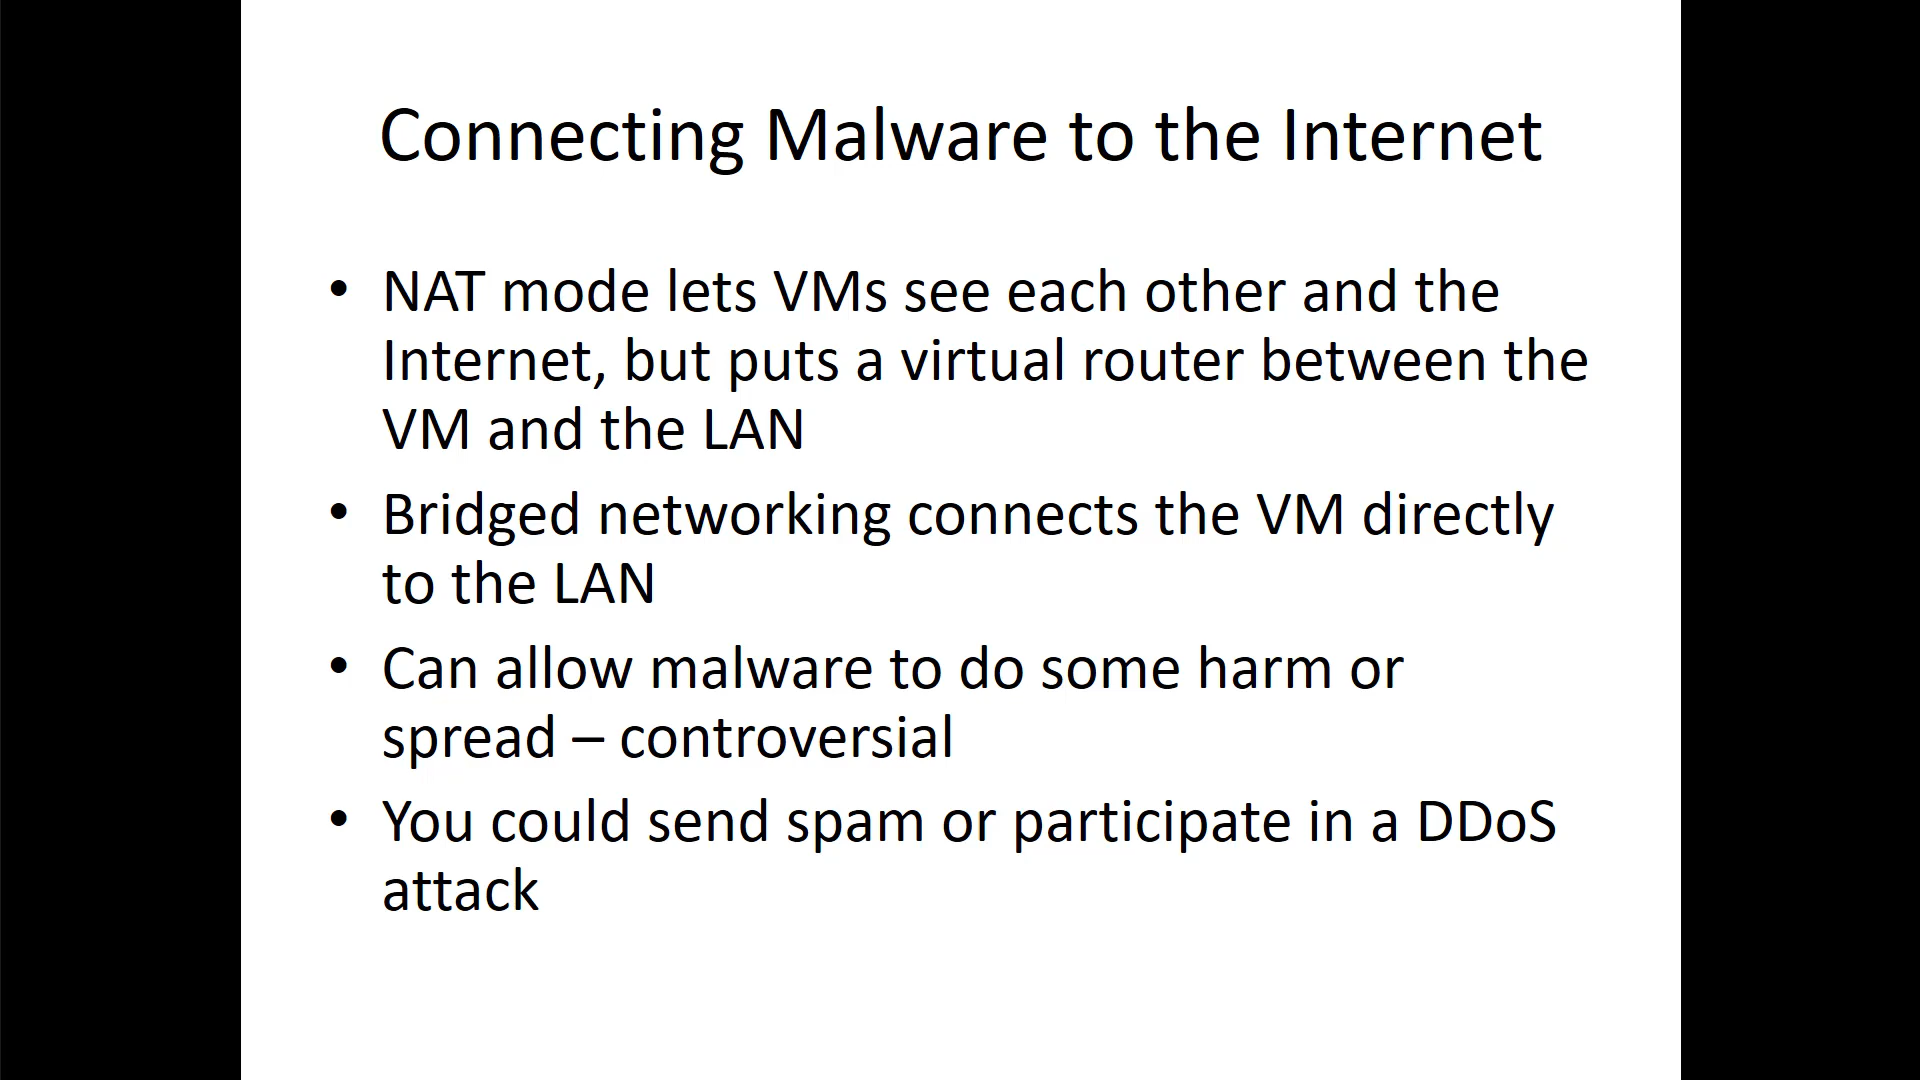 Connecting Malware to the Internet
• NAT mode lets VMs see each other and the
Internet, but puts a virtual router between the
VM and the LAN
• Bridged networking connects the VM directly
to the LAN
• Can allow malware to do some harm or
spread – controversial
• You could send spam or participate in a DDoS
attack